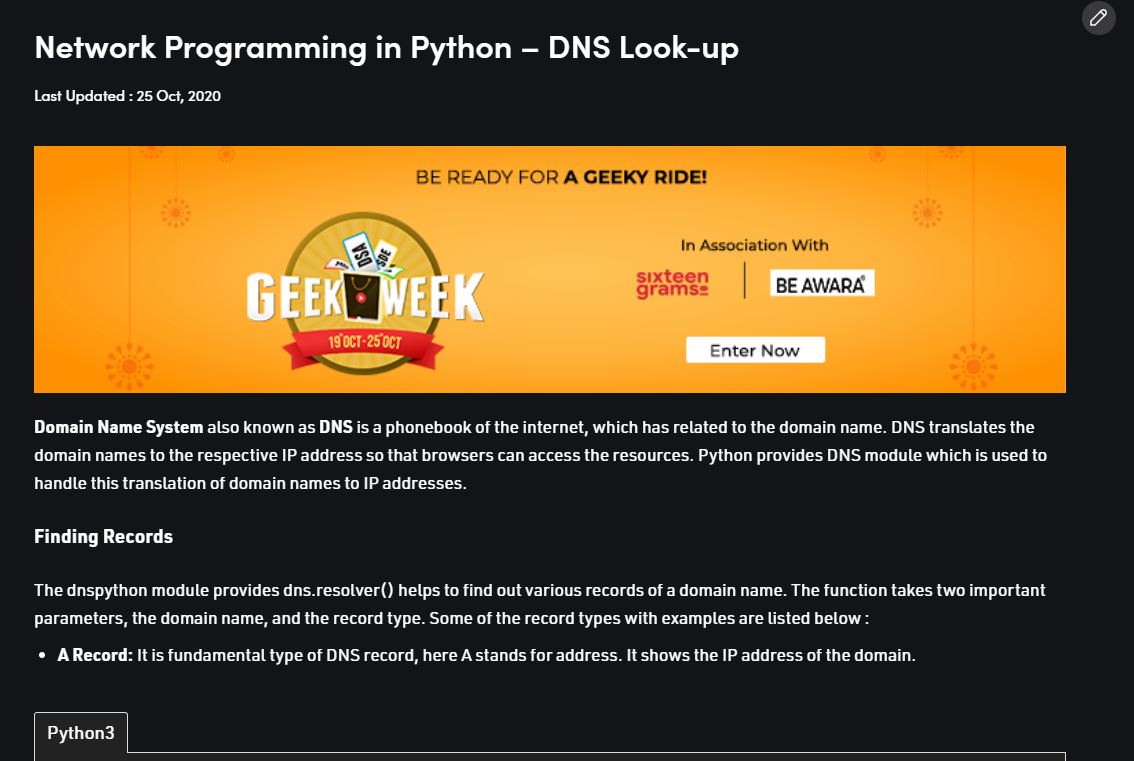 Network Programming in Python – DNS Look-up
Last Updated : 25 Oct, 2020
BE READY FOR A GEEKY RIDE!
DSA
GEEK WEEK
19 OCT-25 OCT
In Association With
sixteen
grams
BE AWARA
Enter Now
Domain Name System also known as DNS is a phonebook of the internet, which has related to the domain name. DNS translates the
domain names to the respective IP address so that browsers can access the resources. Python provides DNS module which is used to
handle this translation of domain names to IP addresses.
Finding Records
The dnspython module provides dns.resolver() helps to find out various records of a domain name. The function takes two important
parameters, the domain name, and the record type. Some of the record types with examples are listed below :
• A Record: It is fundamental type of DNS record, here A stands for address. It shows the IP address of the domain.
Python3